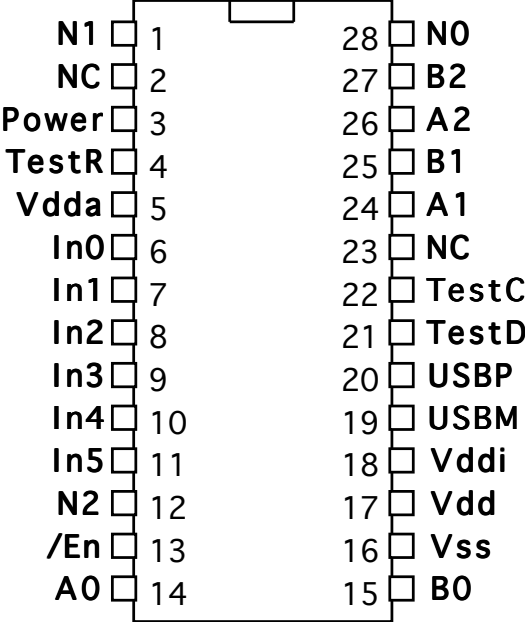 N1 1 28 N0
NC 2 27 B2
Power 3 26 A2
TestR 4 25 B1
Vdda 5 24 A1
In0 6 23 NC
In1 7 22 TestC
In2 8 21 TestD
In3 9 20 USBP
In4 10 19 USBM
In5 11 18 Vddi
N2 12 17 Vdd
/En 13 16 Vss
A0 14 15 B0